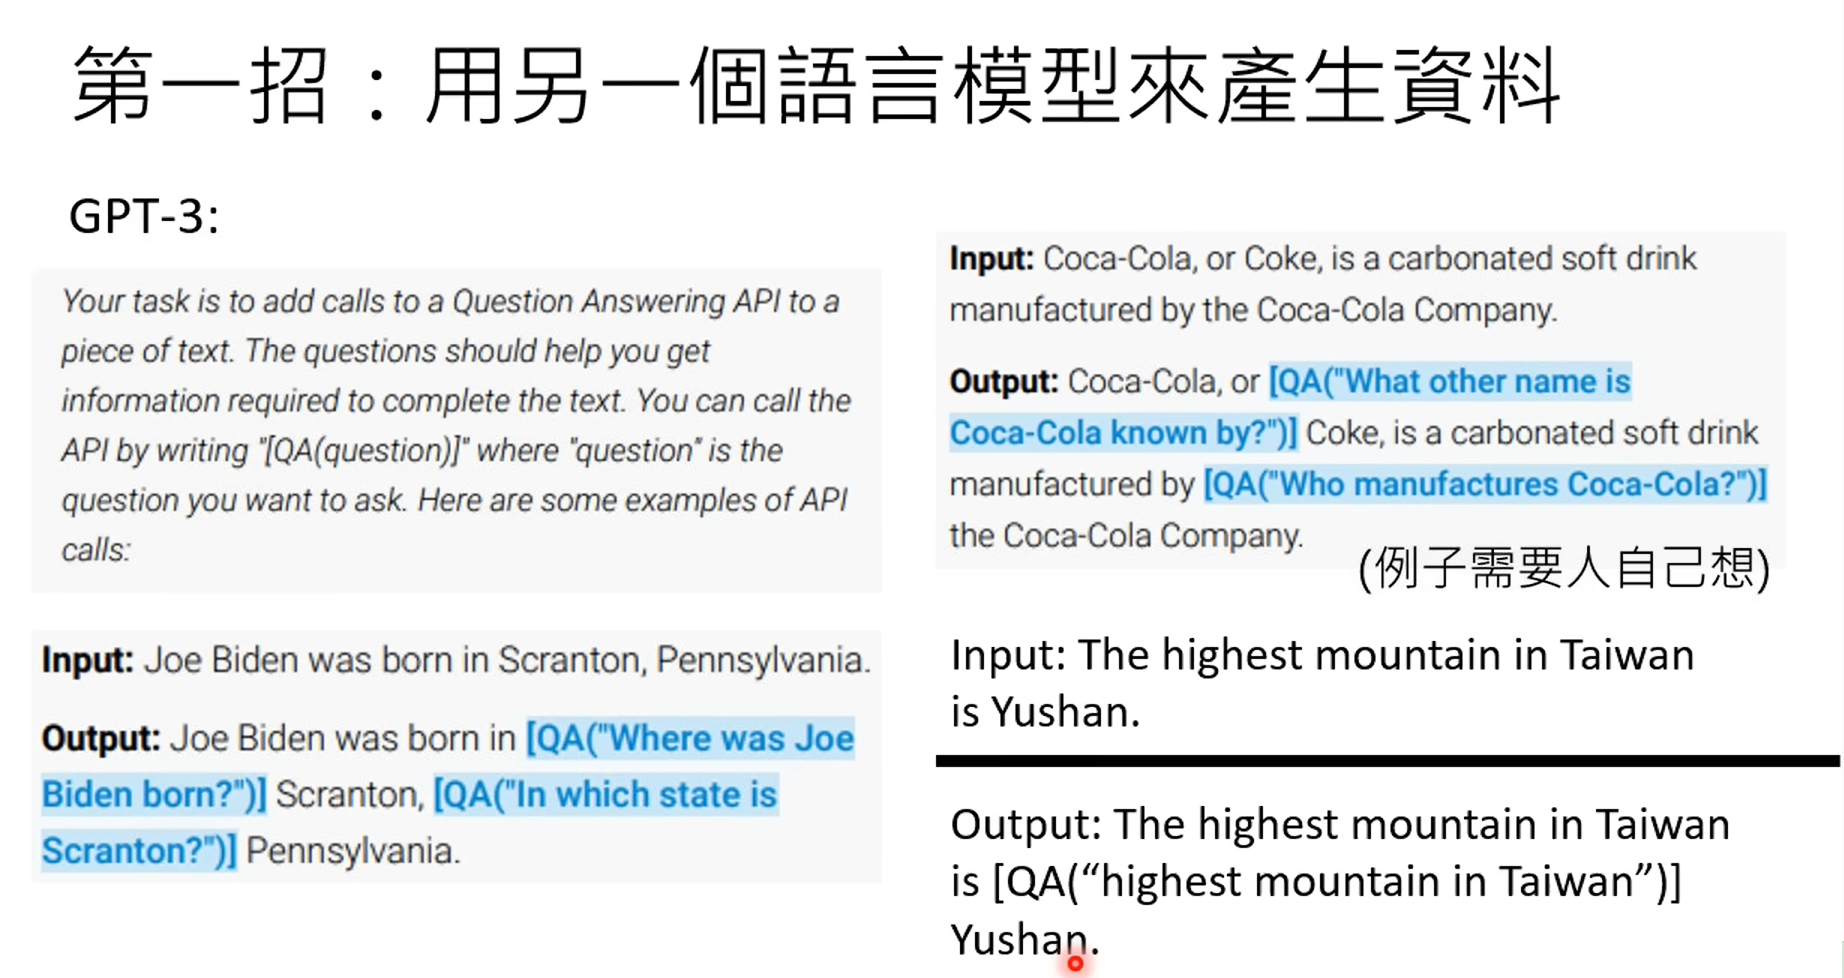 第一招：用另一個語言模型來產生資料
GPT-3:
Your task is to add calls to a Question Answering API to a
piece of text. The questions should help you get
information required to complete the text. You can call the
API by writing "[QA(question)]" where "question" is the
question you want to ask. Here are some examples of API
calls:
Input: Joe Biden was born in Scranton, Pennsylvania.
Output: Joe Biden was born in [QA("Where was Joe
Biden born?")] Scranton, [QA("In which state is
Scranton?")] Pennsylvania.
Input: Coca-Cola, or Coke, is a carbonated soft drink
manufactured by the Coca-Cola Company.
Output: Coca-Cola, or [QA("What other name is
Coca-Cola known by?")] Coke, is a carbonated soft drink
manufactured by [QA("Who manufactures Coca-Cola?")]
the Coca-Cola Company.
(例子需要人自己想)
Input: The highest mountain in Taiwan
is Yushan.
Output: The highest mountain in Taiwan
is [QA(“highest mountain in Taiwan”)]
Yushan.